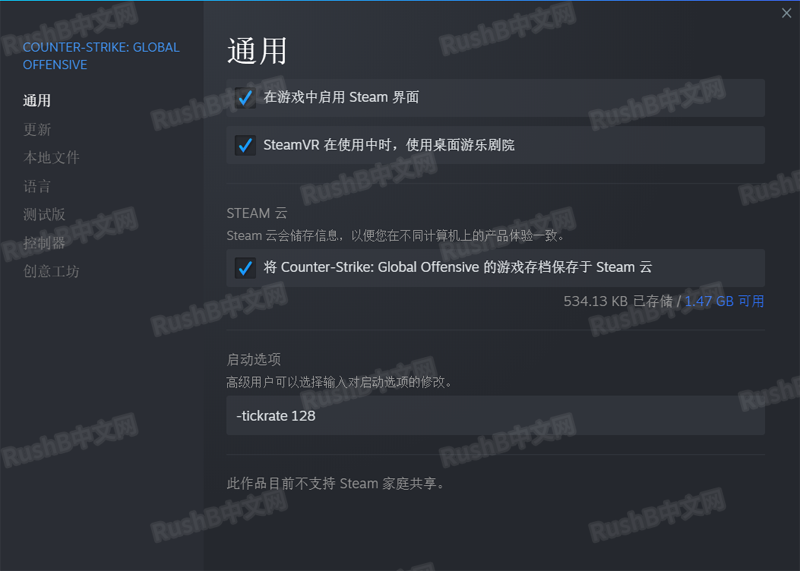 COUNTER-STRIKE: GLOBAL
OFFENSIVE
通用
更新
本地文件
语言
测试版
控制器
创意工坊
通用
在游戏中启用 Steam 界面
SteamVR 在使用中时，使用桌面游乐剧院
STEAM 云
Steam 云会储存信息，以便您在不同计算机上的产品体验一致。
将 Counter-Strike: Global Offensive 的游戏存档保存于 Steam 云
534.13 KB 已存储 / 1.47 GB 可用
启动选项
高级用户可以选择输入对启动选项的修改。
-tickrate 128
此作品目前不支持 Steam 家庭共享。
RushB中文网